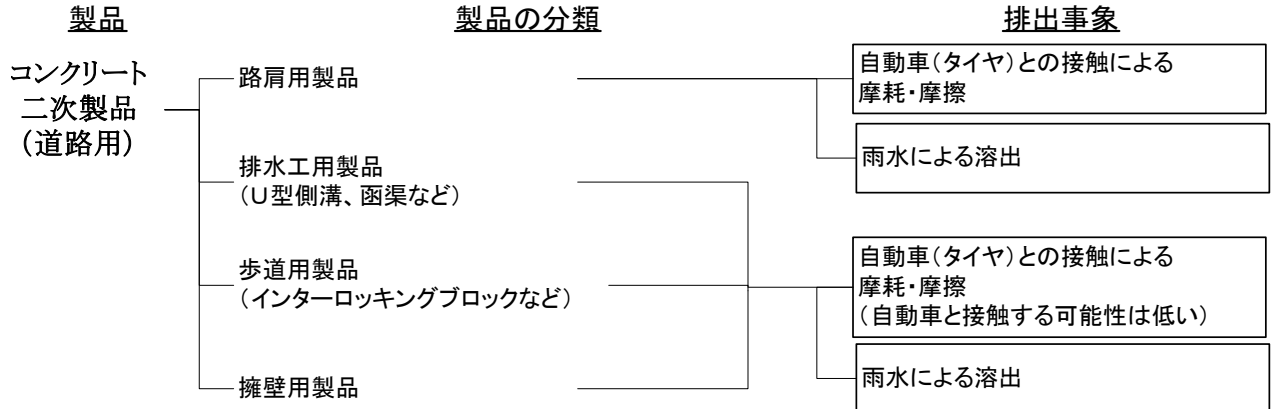 製品
製品の分類
排出事象
コンクリート
二次製品
（道路用）
路肩用製品
自動車（タイヤ）との接触による
摩耗・摩擦
雨水による溶出
排水工用製品
（Ｕ型側溝、函渠など）
歩道用製品
（インターロッキングブロックなど）
擁壁用製品
自動車（タイヤ）との接触による
摩耗・摩擦
（自動車と接触する可能性は低い）
雨水による溶出